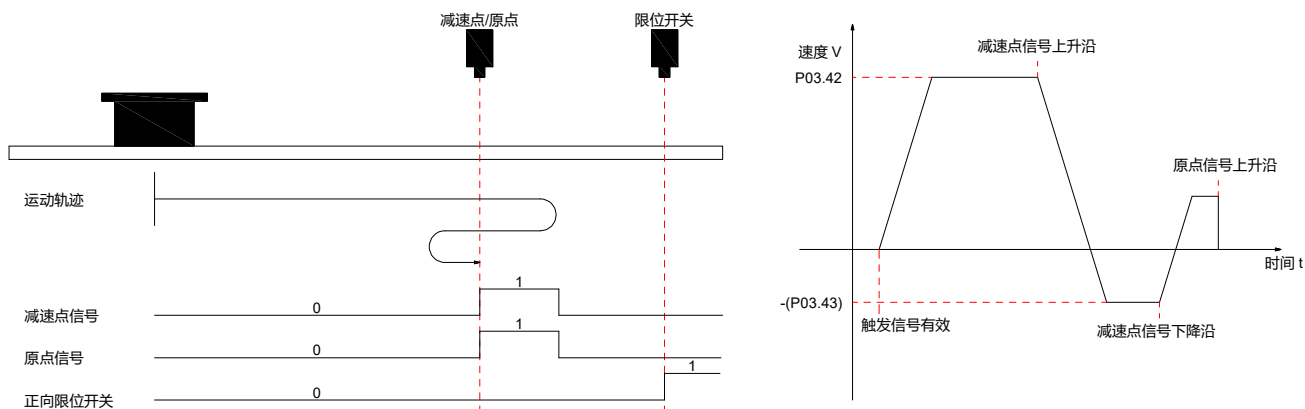 减速点/原点
限位开关
运动轨迹
减速点信号
0
1
原点信号
0
1
正向限位开关
0
1
速度 V
P03.42
减速点信号上升沿
原点信号上升沿
时间 t
-(P03.43)
触发信号有效
减速点信号下降沿